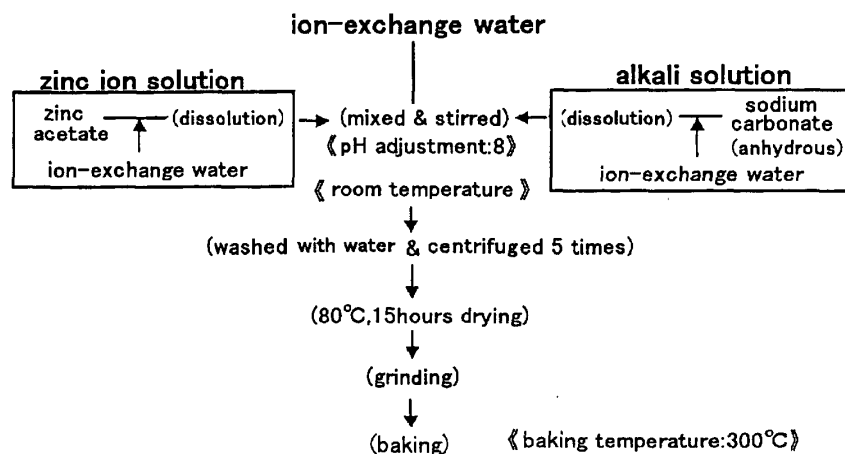 ion-exchange water
zinc ion solution
alkali solution
zinc acetate (dissolution)
(mixed & stirred)
(dissolution) sodium carbonate (anhydrous)
《pH adjustment:8》
ion-exchange water
ion-exchange water
《room temperature》
(washed with water & centrifuged 5 times)
(80℃,15hours drying)
(grinding)
(baking) 《baking temperature:300℃》